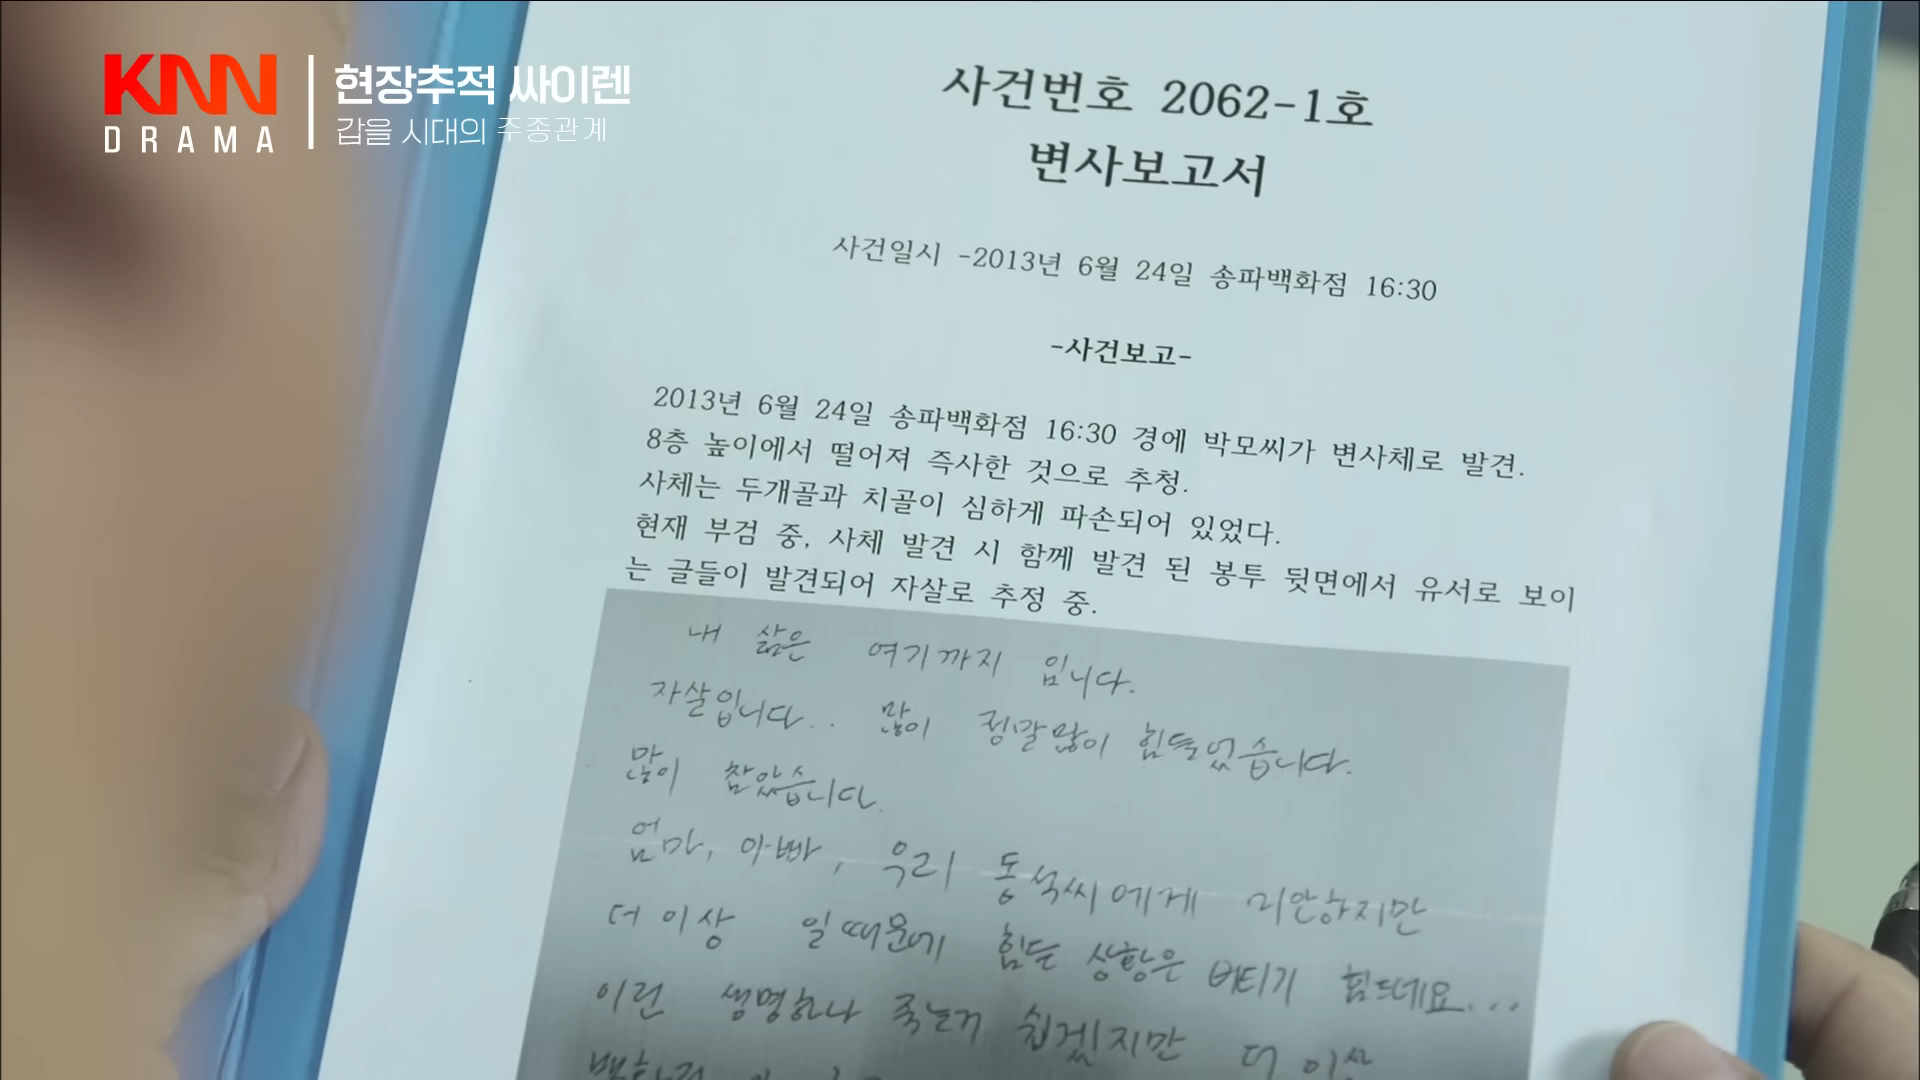 KNN
DRAMA
현장추적 싸이렌
갑을 시대의 주종관계
사건번호 2062-1호
변사보고서
사건일시 -2013년 6월 24일 송파백화점 16:30
-사건보고-
2013년 6월 24일 송파백화점 16:30 경에 박모씨가 변사체로 발견.
8층 높이에서 떨어져 즉사한 것으로 추청.
사체는 두개골과 치골이 심하게 파손되어 있었다.
현재 부검 중, 사체 발견 시 함께 발견 된 봉투 뒷면에서 유서로 보이
는 글들이 발견되어 자살로 추정 중.
내 삶은 여기까지 입니다.
자살입니다.. 많이 정말많이 힘들었습니다.
많이 참았습니다.
엄마, 아빠, 우리 동석씨에게 미안하지만
더 이상 일때문에 힘든 상황은 버티기 힘드네요...
이런 생명하나 죽는거 쉽겠지만 더 이상